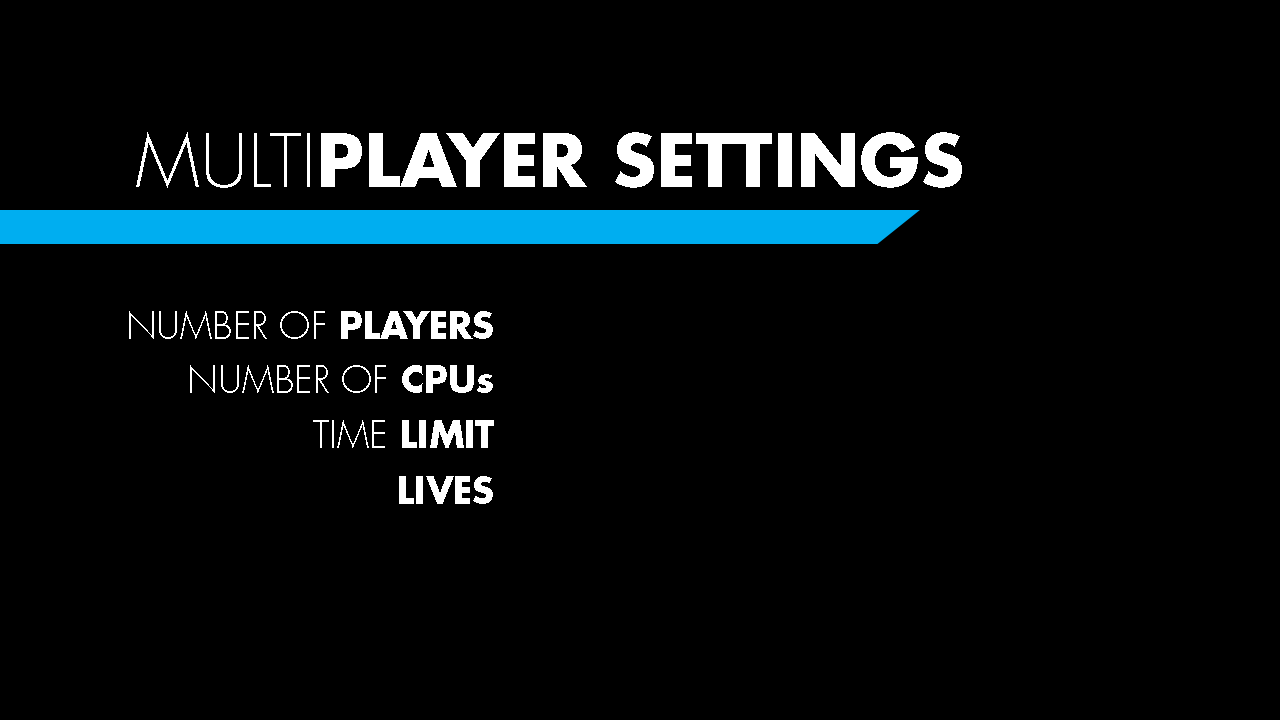 MULTIPLAYER SETTINGS
NUMBER OF PLAYERS
NUMBER OF CPUs
TIME LIMIT
LIVES